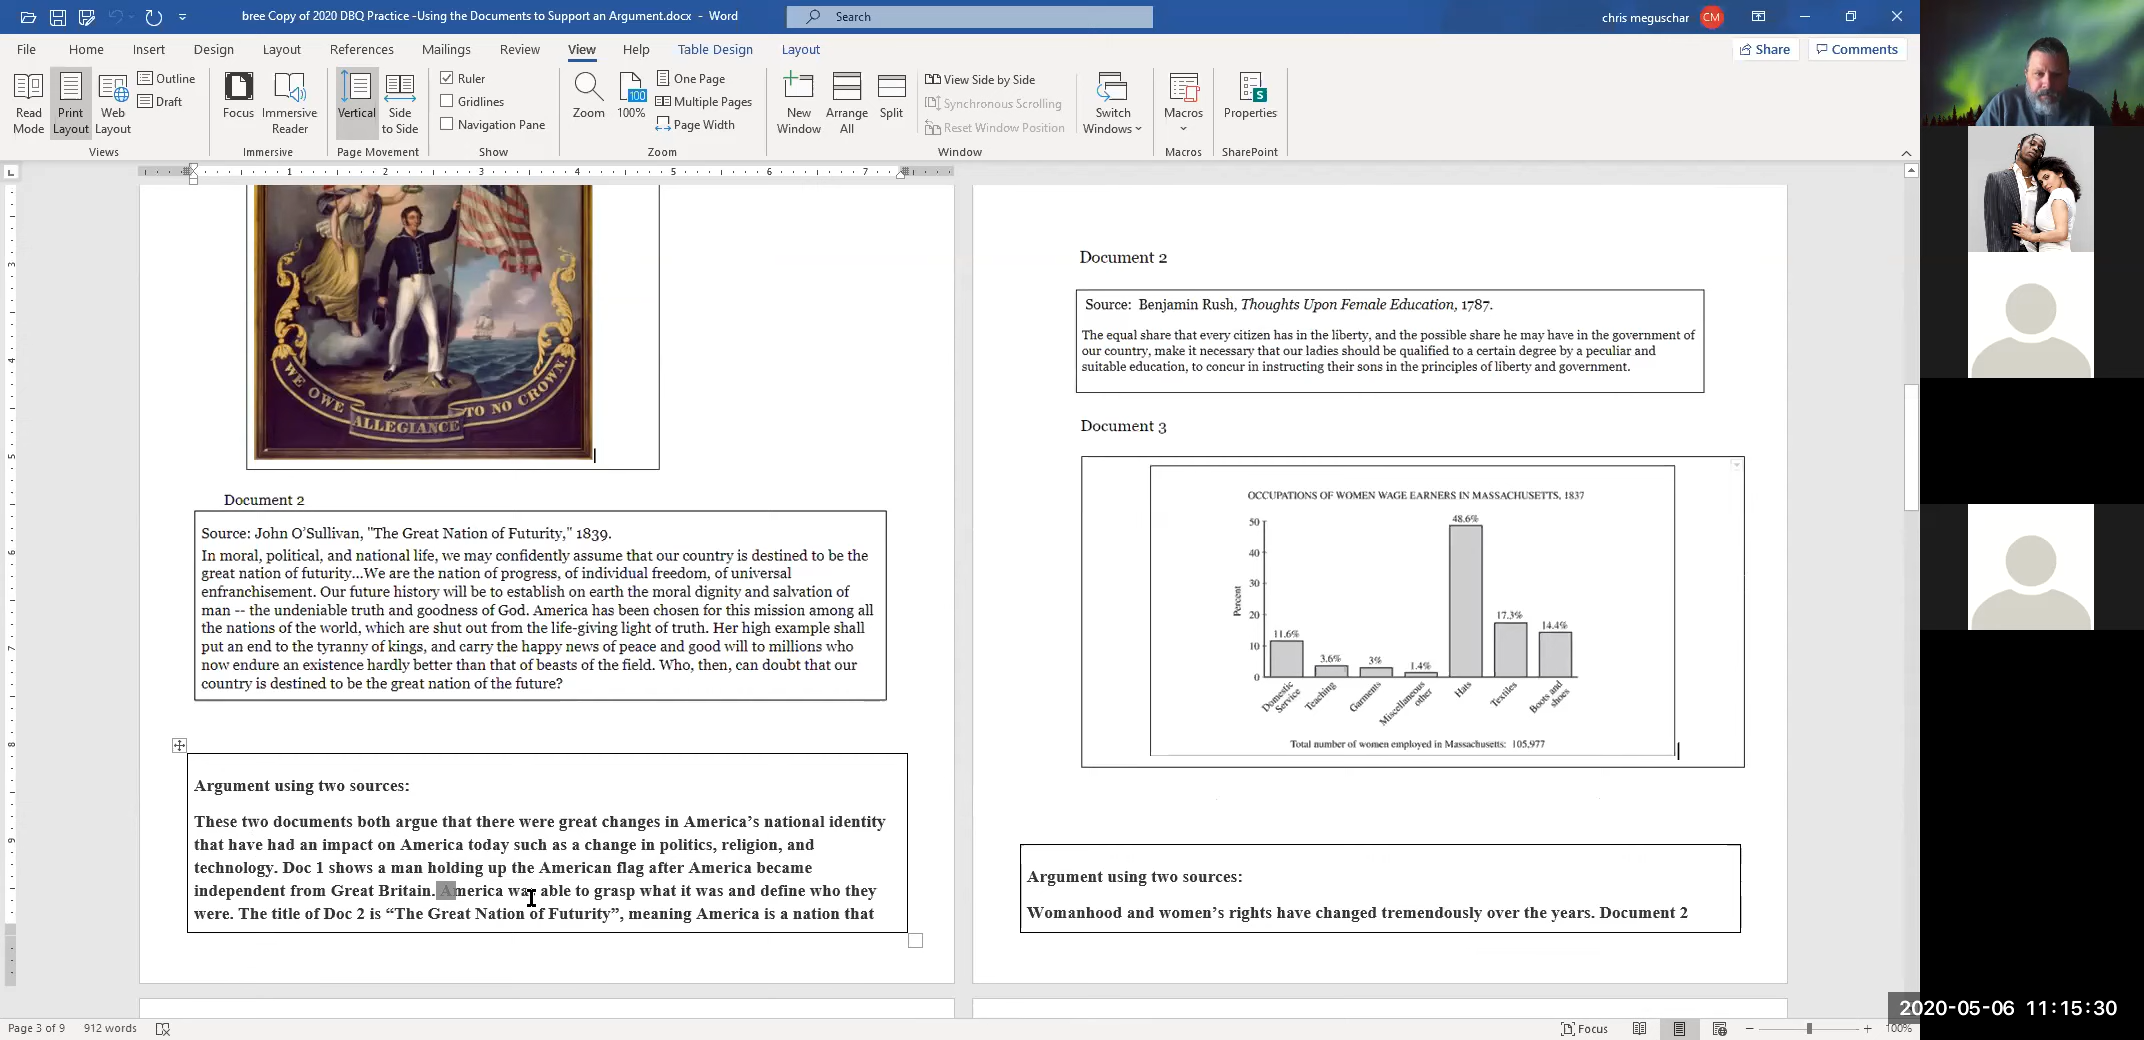 bree Copy of 2020 DBQ Practice -Using the Documents to Support an Argument.docx - Word
Search
chris meguschar
CM
File Home Insert Design Layout References Mailings Review View Help Table Design Layout
Share Comments
Read Mode
Print Layout
Web Layout
Outline
Draft
Views
Focus
Immersive Reader
Immersive
Vertical
Side to Side
Page Movement
Ruler
Gridlines
Navigation Pane
Show
Zoom
100
100%
One Page
Multiple Pages
Page Width
Zoom
New Window
Arrange All
Split
View Side by Side
Synchronous Scrolling
Reset Window Position
Switch Windows
Window
Macros
Macros
Properties
SharePoint
1 2 3 4 5 6 7
3
4
5
6
7
8
9
WE OWE
ALLEGIANCE
TO NO CROWN.
Document 2
Source: John O'Sullivan, "The Great Nation of Futurity," 1839.
In moral, political, and national life, we may confidently assume that our country is destined to be the
great nation of futurity...We are the nation of progress, of individual freedom, of universal
enfranchisement. Our future history will be to establish on earth the moral dignity and salvation of
man -- the undeniable truth and goodness of God. America has been chosen for this mission among all
the nations of the world, which are shut out from the life-giving light of truth. Her high example shall
put an end to the tyranny of kings, and carry the happy news of peace and good will to millions who
now endure an existence hardly better than that of beasts of the field. Who, then, can doubt that our
country is destined to be the great nation of the future?
Argument using two sources:
These two documents both argue that there were great changes in America's national identity
that have had an impact on America today such as a change in politics, religion, and
technology. Doc 1 shows a man holding up the American flag after America became
independent from Great Britain. America was able to grasp what it was and define who they
were. The title of Doc 2 is “The Great Nation of Futurity”, meaning America is a nation that
Document 2
Source: Benjamin Rush, Thoughts Upon Female Education, 1787.
The equal share that every citizen has in the liberty, and the possible share he may have in the government of
our country, make it necessary that our ladies should be qualified to a certain degree by a peculiar and
suitable education, to concur in instructing their sons in the principles of liberty and government.
Document 3
OCCUPATIONS OF WOMEN WAGE EARNERS IN MASSACHUSETTS, 1837
Percent
50
40
30
20
10
0
11.6%
3.6%
3%
1.4%
48.6%
17.3%
14.4%
Domestic Service
Teaching
Garments
Miscellaneous other
Hats
Textiles
Boots and shoes
Total number of women employed in Massachusetts: 105,977
Argument using two sources:
Womanhood and women's rights have changed tremendously over the years. Document 2
Page 3 of 9 912 words
Focus
100%
2020-05-06 11:15:30